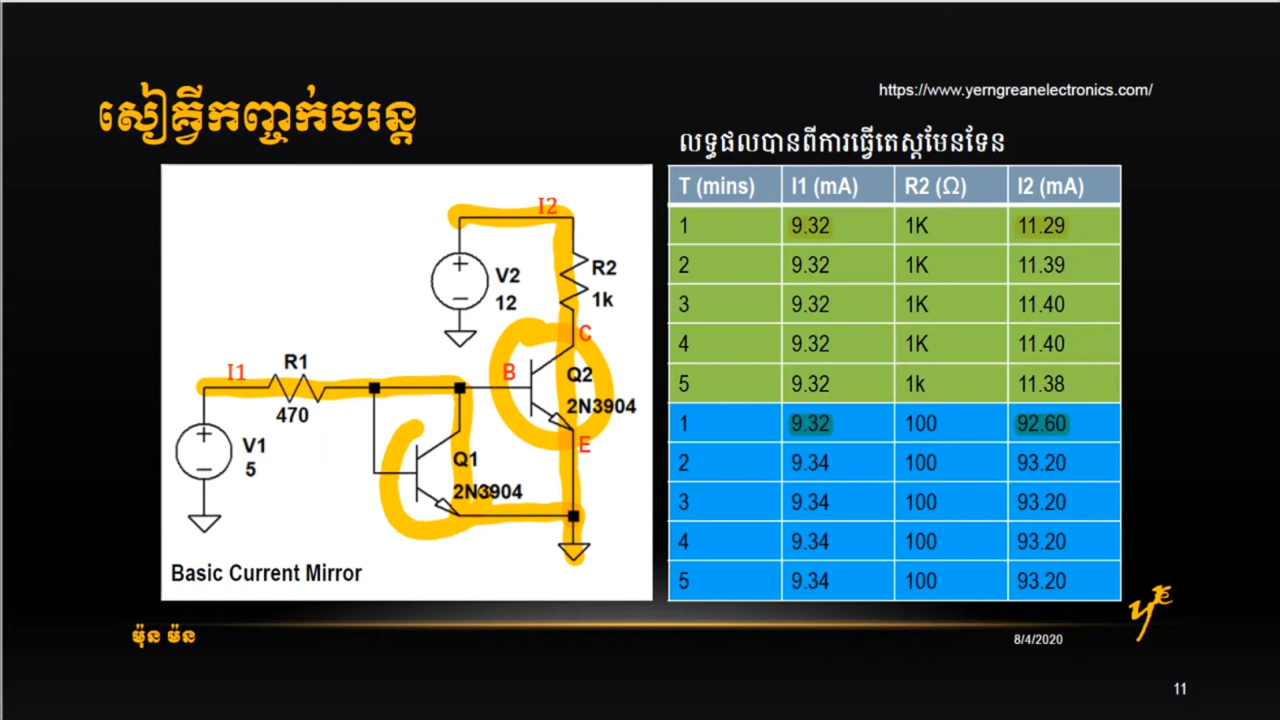 https://www.yerngreanelectronics.com/
សៀគ្វីកញ្ចក់ចរន្ត
លទ្ធផលបានពីការធ្វើតេស្តមែនទែន
I2
R2
1k
V2
12
C
B
Q2
2N3904
E
I1
R1
470
V1
5
Q1
2N3904
Basic Current Mirror
T (mins) I1 (mA) R2 (Ω) I2 (mA)
1 9.32 1K 11.29
2 9.32 1K 11.39
3 9.32 1K 11.40
4 9.32 1K 11.40
5 9.32 1k 11.38
1 9.32 100 92.60
2 9.34 100 93.20
3 9.34 100 93.20
4 9.34 100 93.20
5 9.34 100 93.20
ម៉ុន ម៉ន
8/4/2020
11